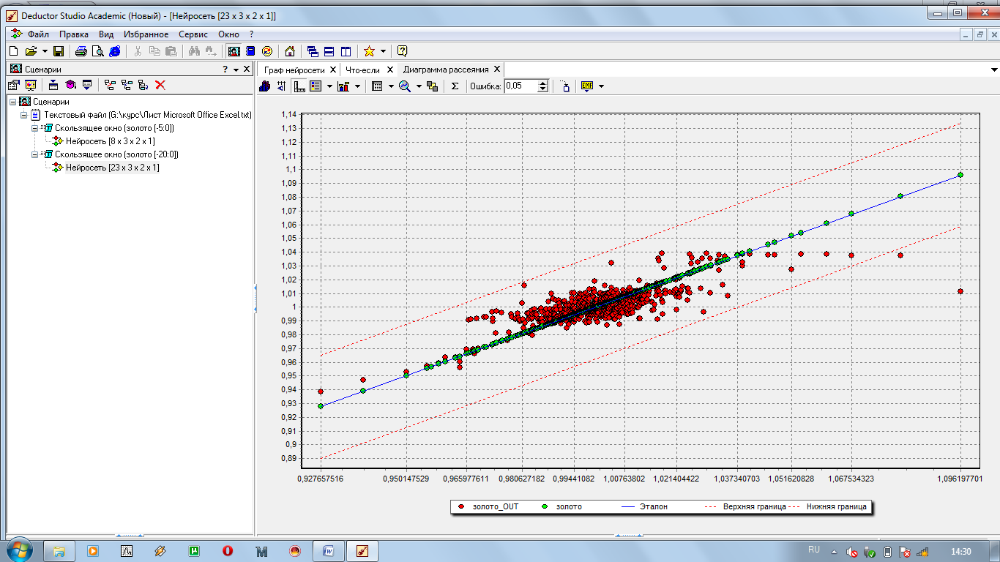 Deductor Studio Academic (Новый) - [Нейросеть [23 x 3 x 2 x 1]]
Файл Правка Вид Избранное Сервис Окно ?
Сценарии ?
Граф нейросети Что-если Диаграмма рассеяния
Σ Ошибка: 0,05 EMF
Сценарии
Текстовый файл (G:\курс\Лист Microsoft Office Excel.txt)
Скользящее окно (золото [-5:0])
Нейросеть [8 x 3 x 2 x 1]
Скользящее окно (золото [-20:0])
Нейросеть [23 x 3 x 2 x 1]
1,14
1,13
1,12
1,11
1,1
1,09
1,08
1,07
1,06
1,05
1,04
1,03
1,02
1,01
1
0,99
0,98
0,97
0,96
0,95
0,94
0,93
0,92
0,91
0,9
0,89
0,927657516 0,950147529 0,965977611 0,980627182 0,99441082 1,00763802 1,021404422 1,037340703 1,051620828 1,067534323 1,096197701
золото_OUT золото Эталон Верхняя граница Нижняя граница
RU 14:30